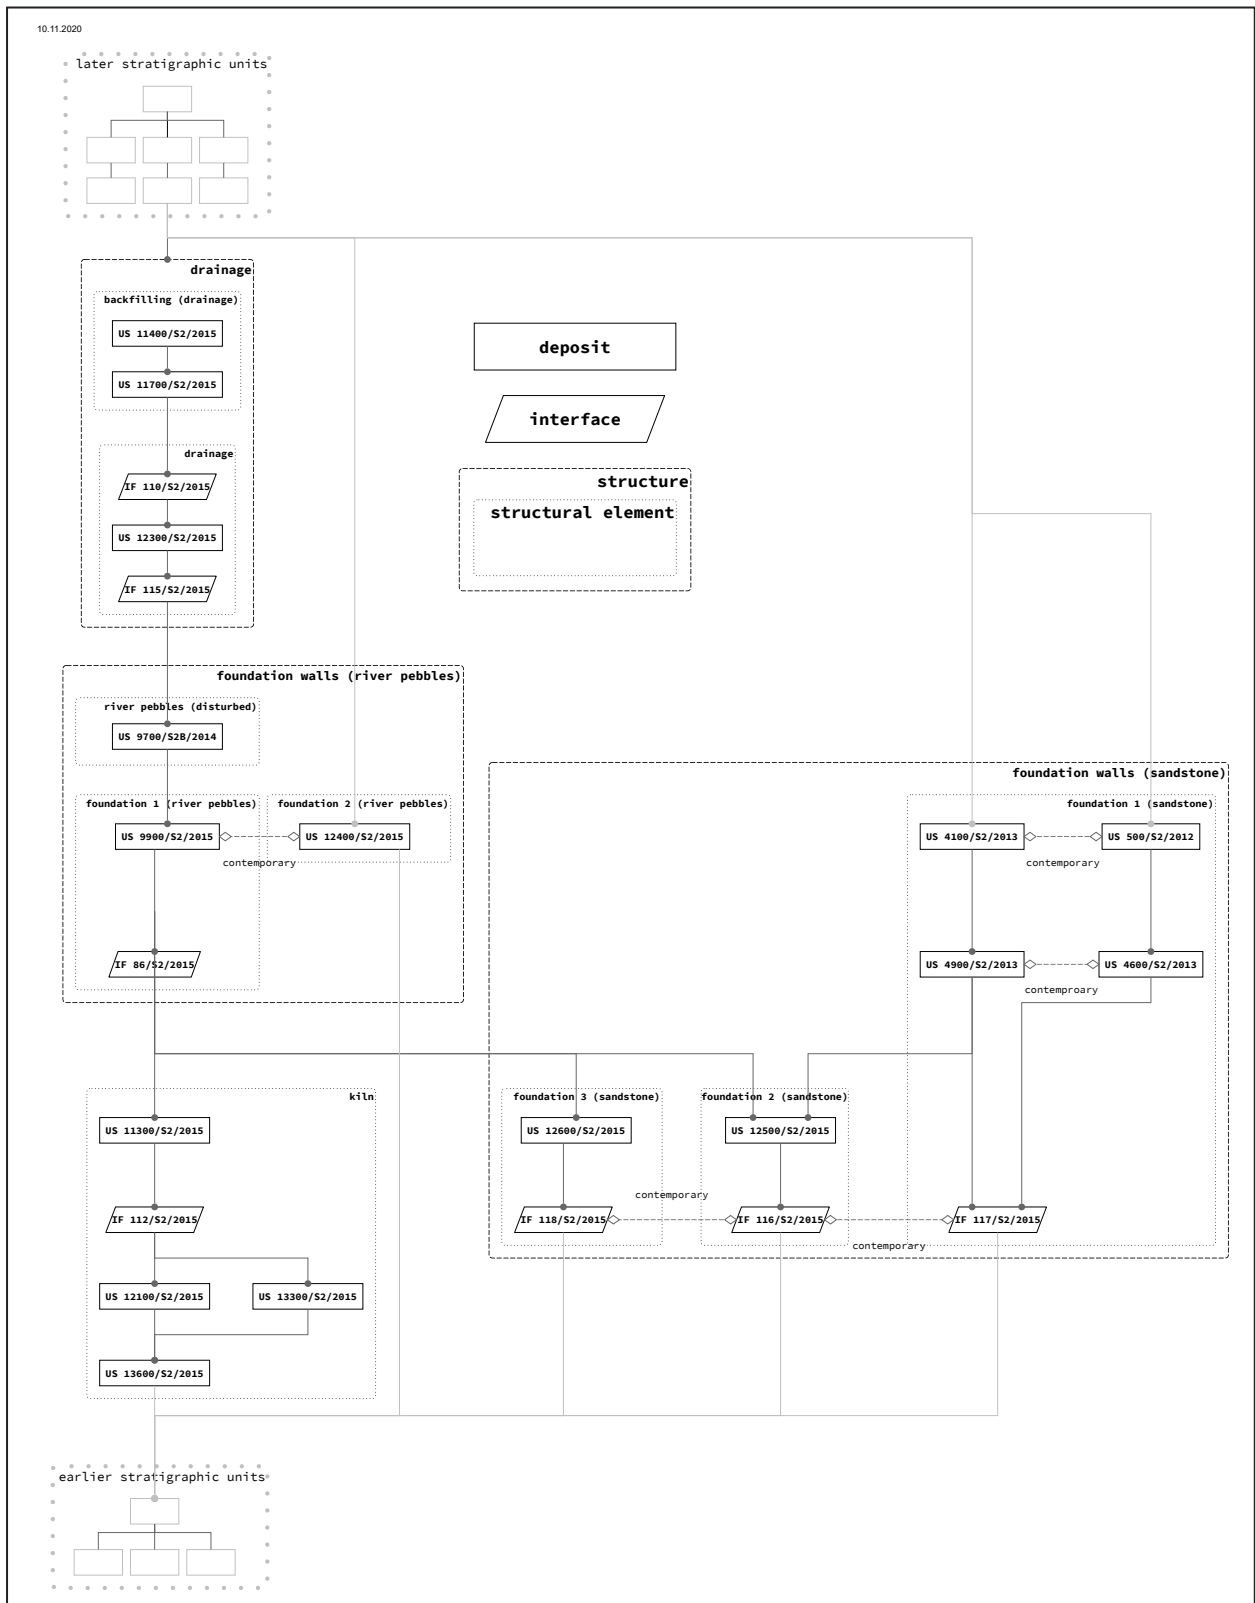 10.11.2020
later stratigraphic units
drainage
backfilling (drainage)
US 11400/S2/2015
US 11700/S2/2015
drainage
IF 110/S2/2015
US 12300/S2/2015
IF 115/S2/2015
deposit
interface
structure
structural element
foundation walls (river pebbles)
river pebbles (disturbed)
US 9700/S2B/2014
foundation 1 (river pebbles)
foundation 2 (river pebbles)
US 9900/S2/2015
US 12400/S2/2015
contemporary
IF 86/S2/2015
foundation walls (sandstone)
foundation 1 (sandstone)
US 4100/S2/2013
US 500/S2/2012
contemporary
US 4900/S2/2013
US 4600/S2/2013
contemproary
kiln
US 11300/S2/2015
IF 112/S2/2015
US 12100/S2/2015
US 13300/S2/2015
US 13600/S2/2015
foundation 3 (sandstone)
foundation 2 (sandstone)
US 12600/S2/2015
US 12500/S2/2015
contemporary
IF 118/S2/2015
IF 116/S2/2015
IF 117/S2/2015
contemporary
earlier stratigraphic units